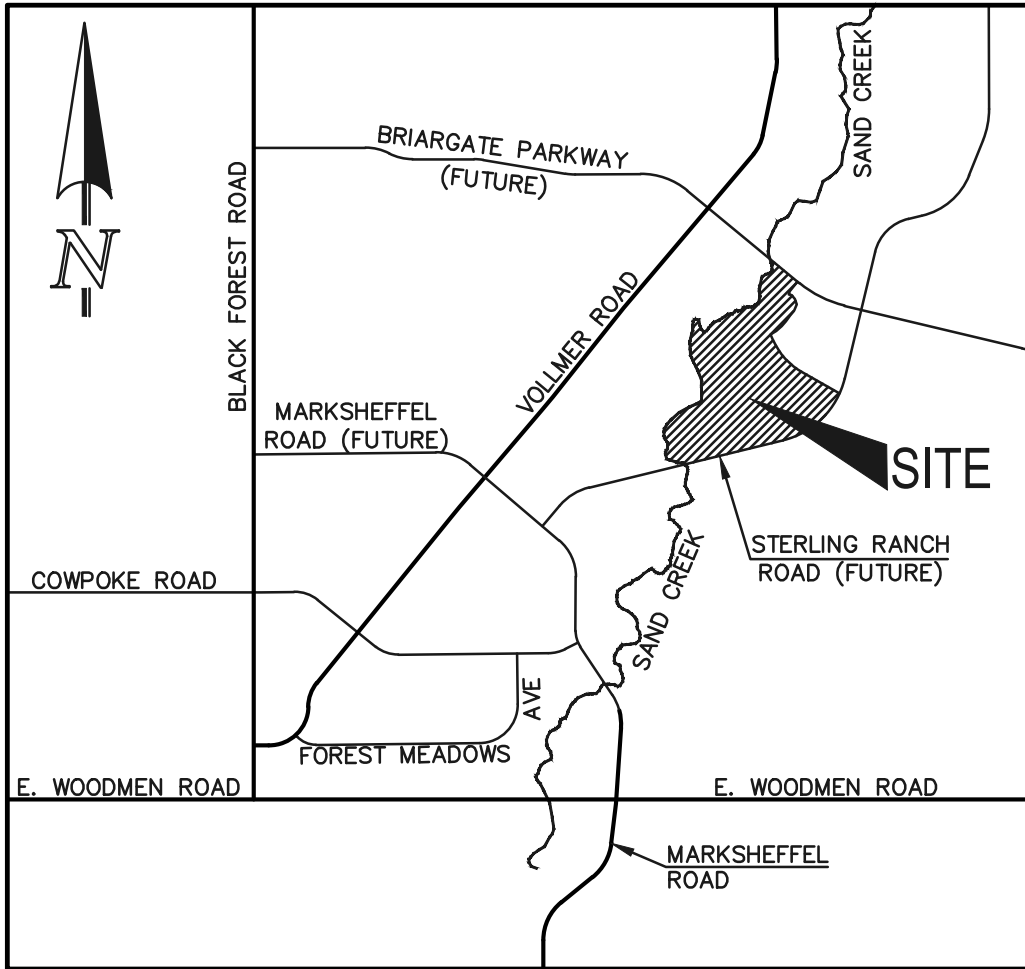 SAND CREEK
BRIARGATE PARKWAY
(FUTURE)
N
BLACK FOREST ROAD
VOLLMER ROAD
MARKSHEFFEL
ROAD (FUTURE)
SITE
STERLING RANCH
ROAD (FUTURE)
COWPOKE ROAD
SAND CREEK
AVE
FOREST MEADOWS
E. WOODMEN ROAD
E. WOODMEN ROAD
MARKSHEFFEL
ROAD